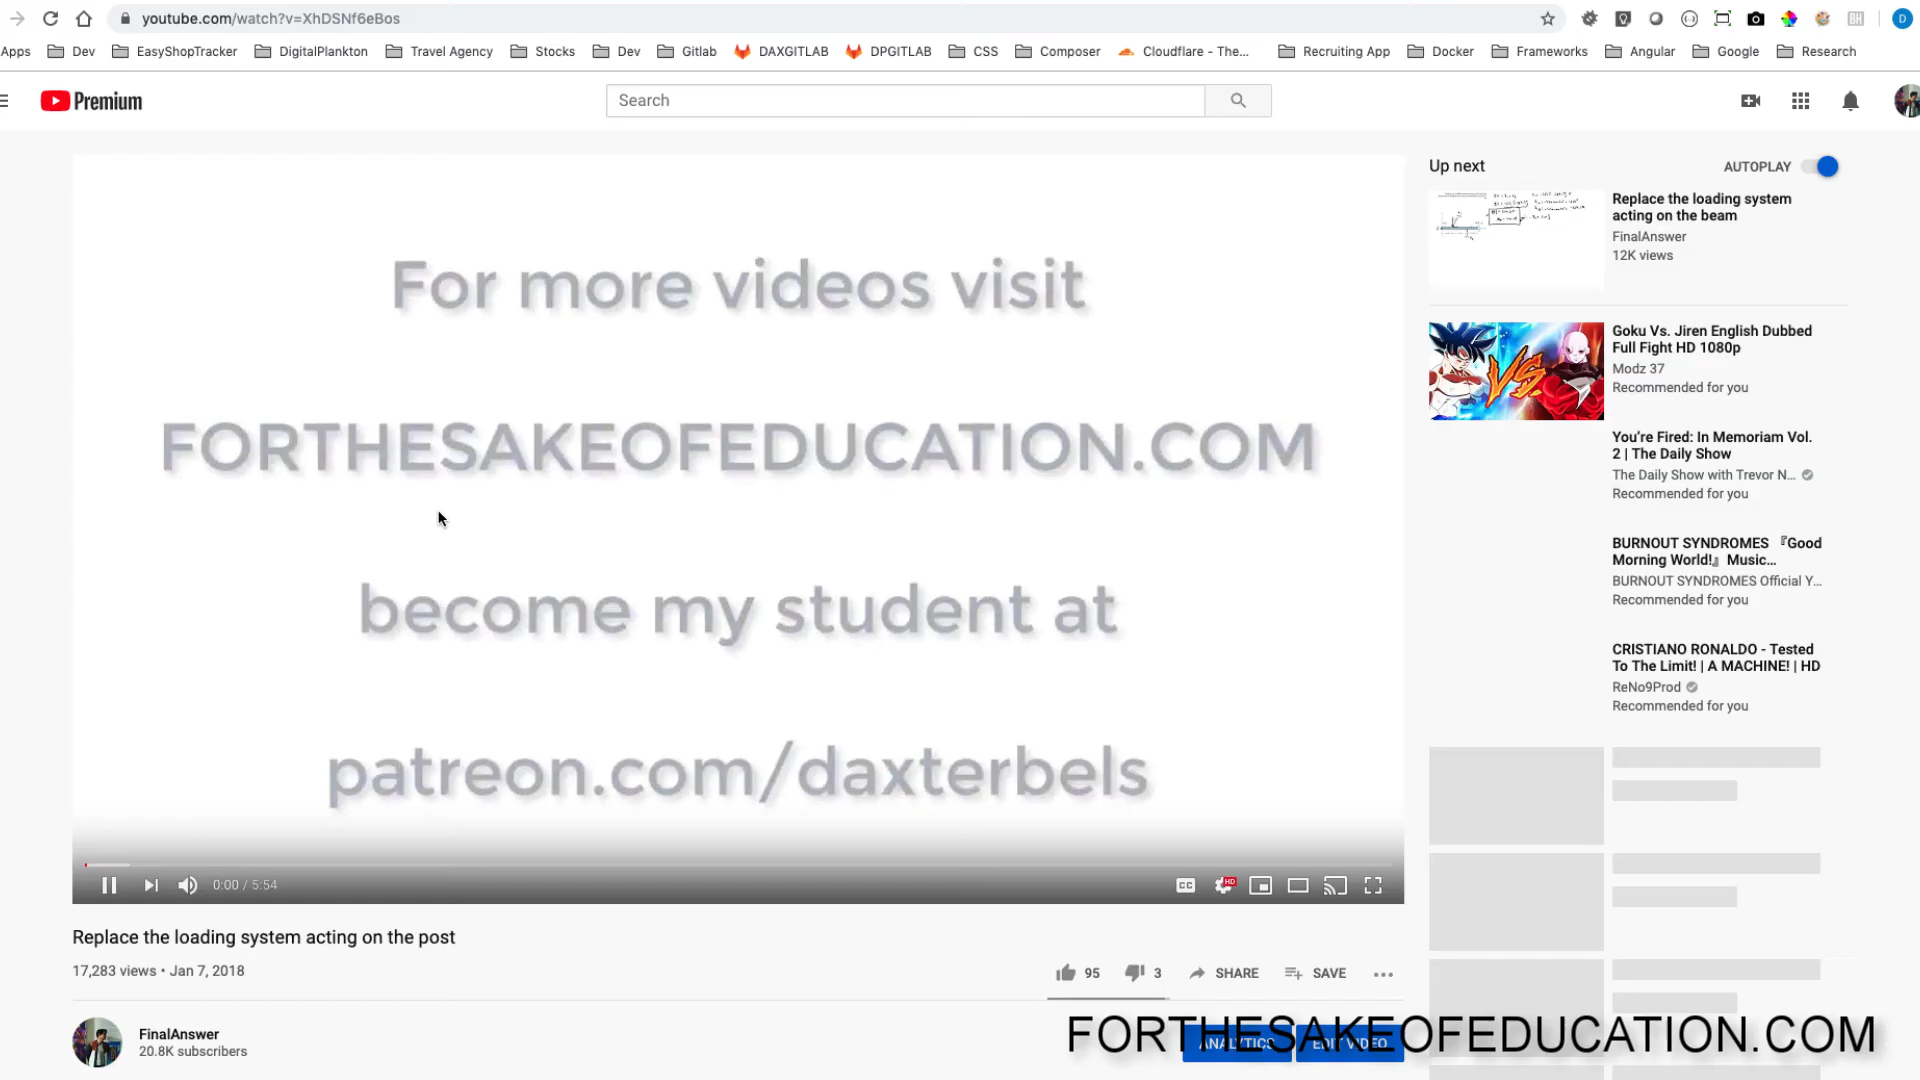 youtube.com/watch?v=XhDSNf6eBos
Apps Dev EasyShopTracker DigitalPlankton Travel Agency Stocks Dev Gitlab DAXGITLAB DPGITLAB CSS Composer Cloudflare - The... Recruiting App Docker Frameworks Angular Google Research
Premium
Search
For more videos visit
FORTHESAKEOFEDUCATION.COM
become my student at
patreon.com/daxterbels
0:00 / 5:54
Replace the loading system acting on the post
17,283 views • Jan 7, 2018
95 3 SHARE SAVE
FinalAnswer
20.8K subscribers
ANALYTICS EDIT VIDEO
Up next AUTOPLAY
Replace the loading system
acting on the beam
FinalAnswer
12K views
VS.
Goku Vs. Jiren English Dubbed
Full Fight HD 1080p
Modz 37
Recommended for you
You're Fired: In Memoriam Vol.
2 | The Daily Show
The Daily Show with Trevor N...
Recommended for you
BURNOUT SYNDROMES 『Good
Morning World!』 Music...
BURNOUT SYNDROMES Official Y...
Recommended for you
CRISTIANO RONALDO - Tested
To The Limit! | A MACHINE! | HD
ReNo9Prod
Recommended for you
FORTHESAKEOFEDUCATION.COM